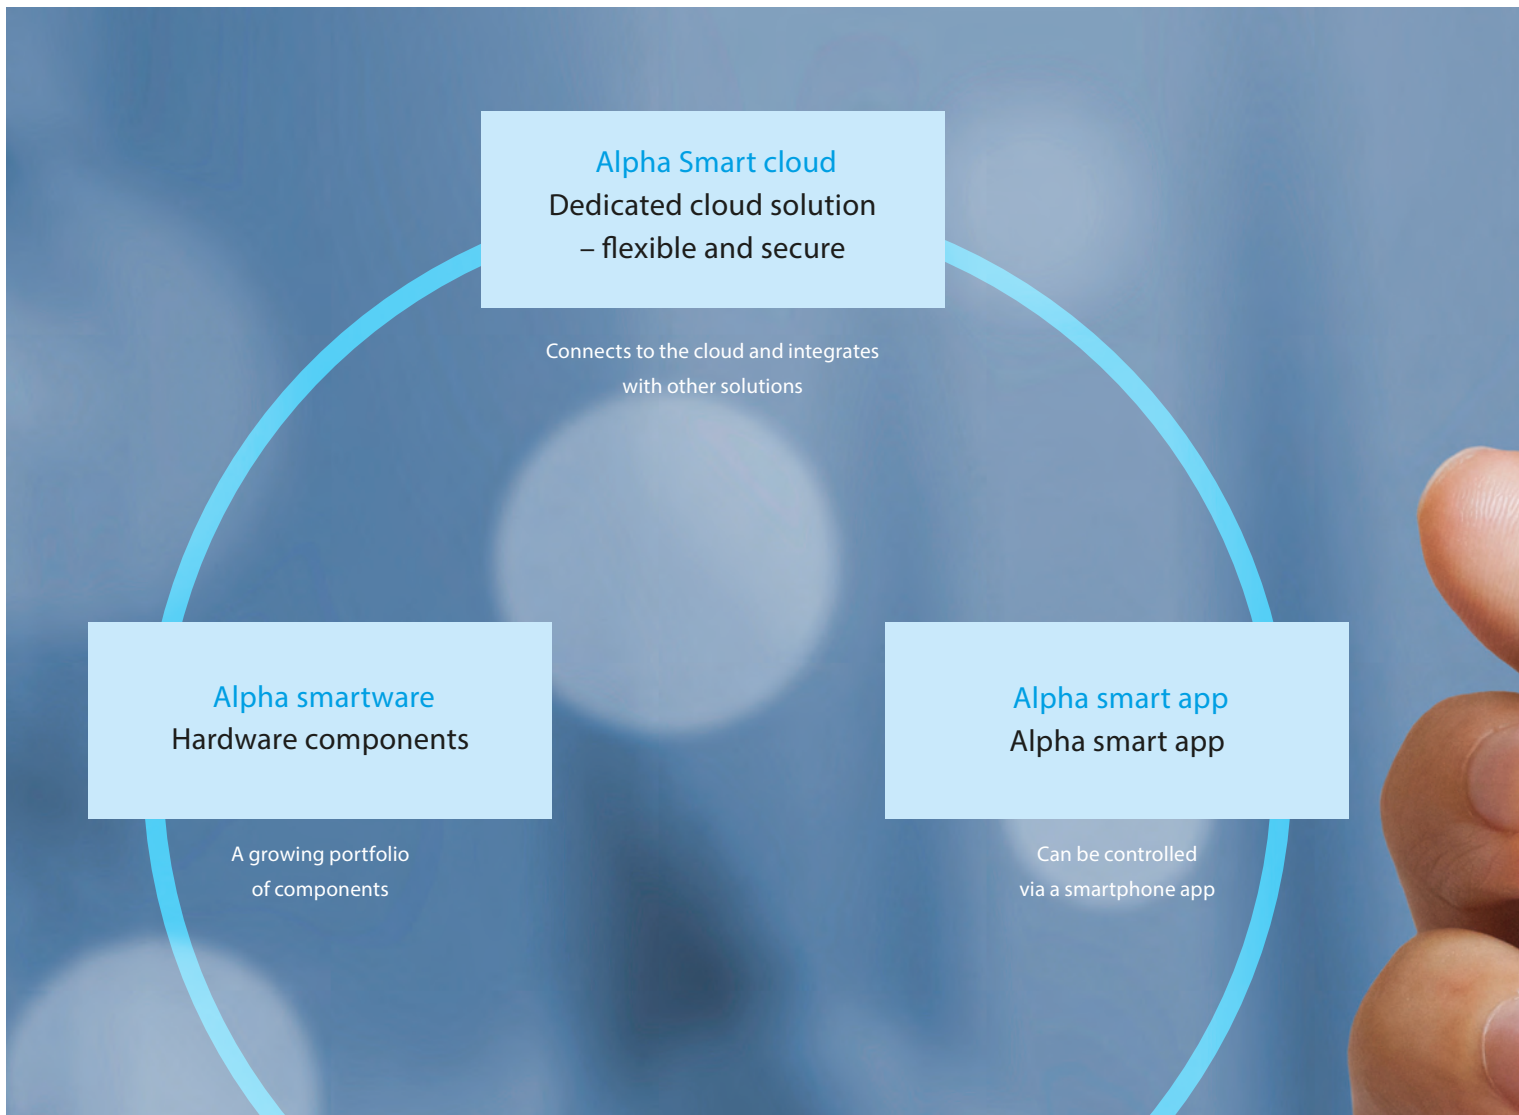 Alpha Smart cloud
Dedicated cloud solution
– flexible and secure
Connects to the cloud and integrates
with other solutions
Alpha smartware
Hardware components
A growing portfolio
of components
Alpha smart app
Alpha smart app
Can be controlled
via a smartphone app